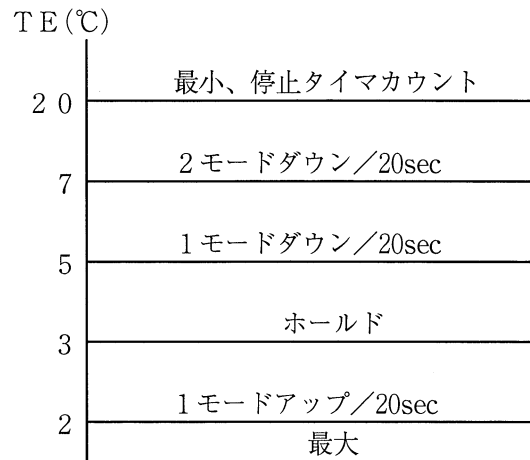 TE(℃)
最小、停止タイマカウント
20
2モードダウン／20sec
7
1モードダウン／20sec
5
ホールド
3
1モードアップ／20sec
2
最大